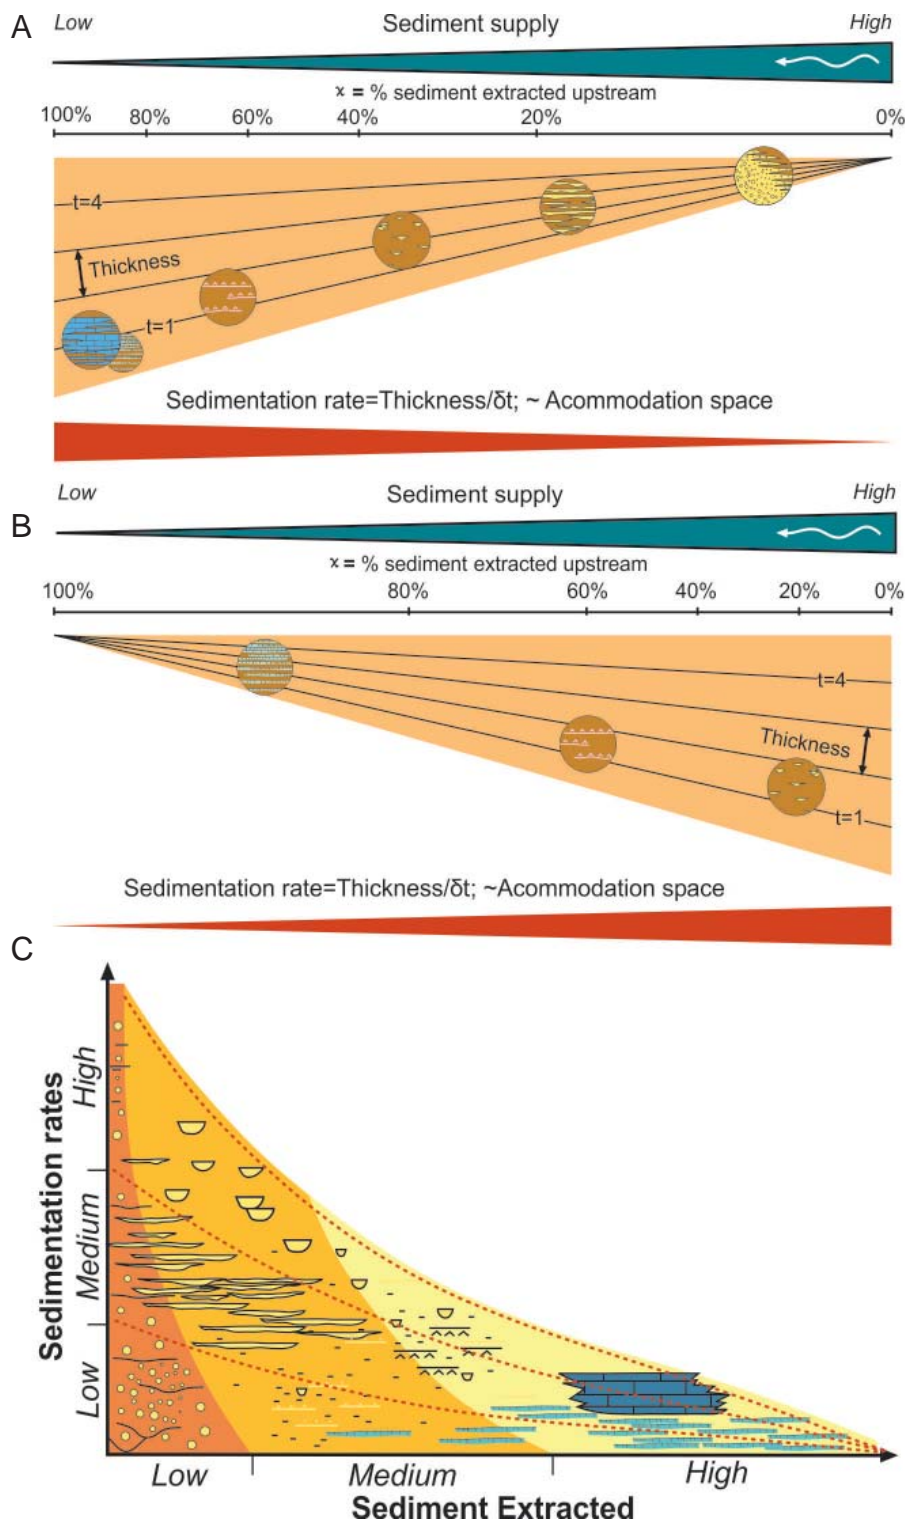 A
Low
Sediment supply
High
ϰ = % sediment extracted upstream
100% 80% 60% 40% 20% 0%
t=4
Thickness
t=1
Sedimentation rate=Thickness/δt; ~ Acommodation space
Low
Sediment supply
High
B
ϰ = % sediment extracted upstream
100% 80% 60% 40% 20% 0%
t=4
Thickness
t=1
Sedimentation rate=Thickness/δt; ~Acommodation space
C
Sedimentation rates
High
Medium
Low
Low Medium High
Sediment Extracted